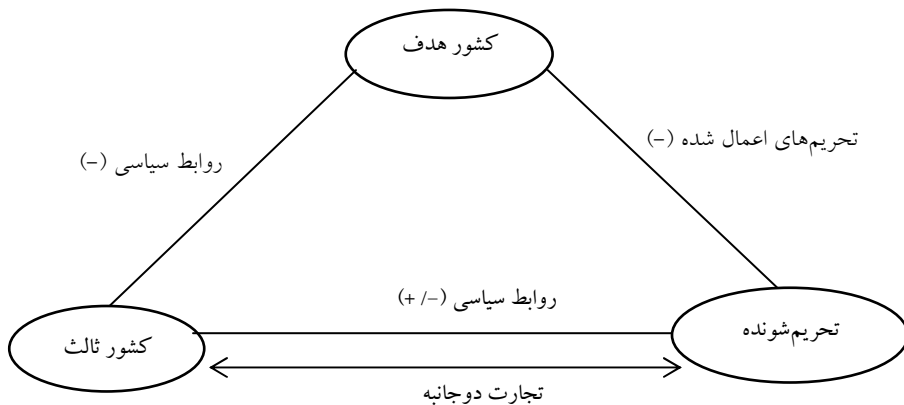 کشور هدف
تحریم‌های اعمال شده (–)
روابط سیاسی (–)
روابط سیاسی (–/ +)
تحریم‌شونده
کشور ثالث
تجارت دوجانبه